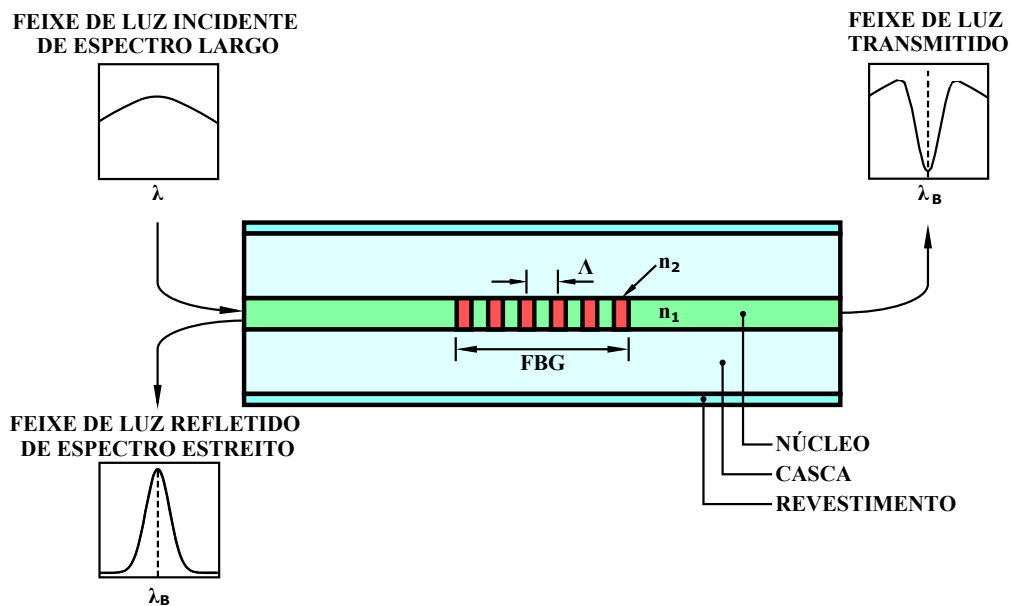 FEIXE DE LUZ INCIDENTE
DE ESPECTRO LARGO
λ
FEIXE DE LUZ
TRANSMITIDO
λB
Λ
n2
n1
FBG
FEIXE DE LUZ REFLETIDO
DE ESPECTRO ESTREITO
λB
NÚCLEO
CASCA
REVESTIMENTO